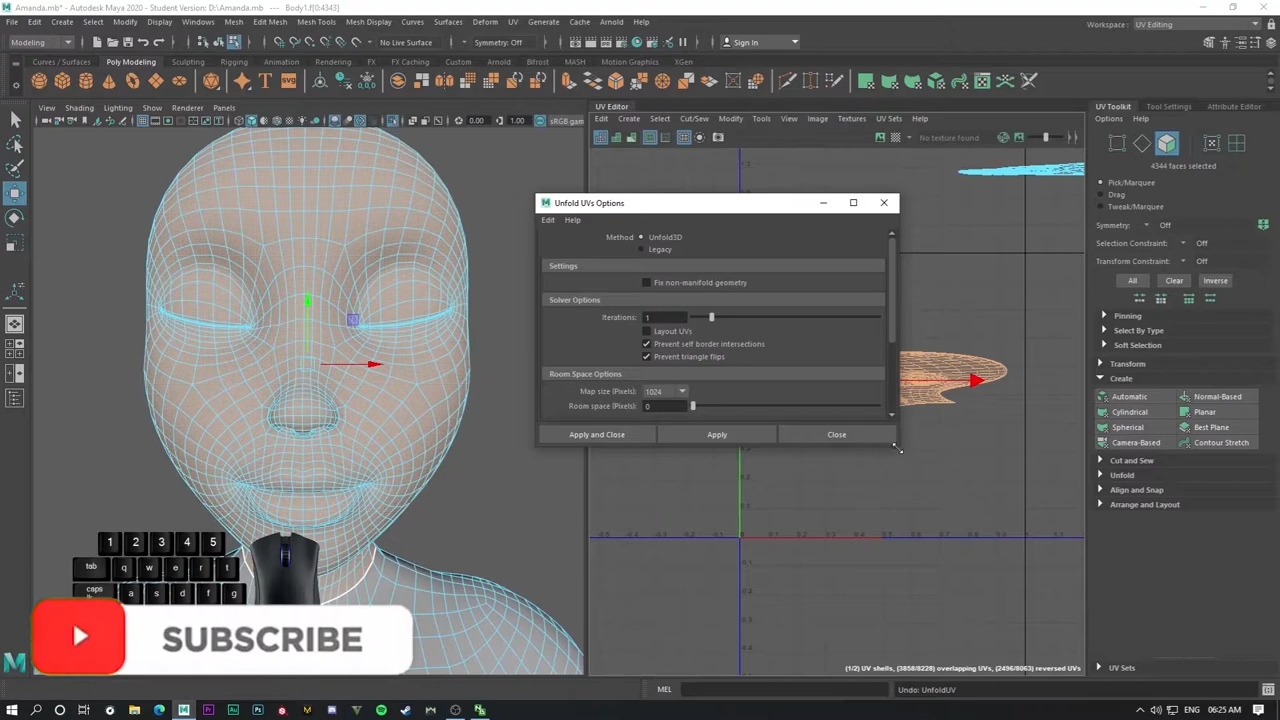 Amanda.mb* - Autodesk Maya 2020 - Student Version: D:\Amanda.mb --- Body1.f[0:4343]
File Edit Create Select Modify Display Windows Mesh Edit Mesh Mesh Tools Mesh Display Curves Surfaces Deform UV Generate Cache Arnold Help
Workspace : UV Editing
Modeling No Live Surface Symmetry: Off Sign In
Curves / Surfaces Poly Modeling Sculpting Rigging Animation Rendering FX FX Caching Custom Arnold Bifrost MASH Motion Graphics XGen
SVG
View Shading Lighting Show Renderer Panels
0.00 1.00 sRGB gam
UV Editor
Edit Create Select Cut/Sew Modify Tools View Image Textures UV Sets Help
No texture found
UV Toolkit Tool Settings Attribute Editor
Options Help
4344 faces selected
Pick/Marquee
Drag
Tweak/Marquee
Symmetry: Off
Selection Constraint: Off
Transform Constraint: Off
All Clear Inverse
Pinning
Select By Type
Soft Selection
Transform
Create
Automatic Normal-Based
Cylindrical Planar
Spherical Best Plane
Camera-Based Contour Stretch
Cut and Sew
Unfold
Align and Snap
Arrange and Layout
UV Sets
Unfold UVs Options
Edit Help
Method Unfold3D
Legacy
Settings
Fix non-manifold geometry
Solver Options
Iterations: 1
Layout UVs
Prevent self border intersections
Prevent triangle flips
Room Space Options
Map size (Pixels): 1024
Room space (Pixels): 0
Apply and Close Apply Close
1 2 3 4 5
tab q w e r t
caps a s d f g
SUBSCRIBE
(1/2) UV shells, (3858/8228) overlapping UVs, (2496/8063) reversed UVs
MEL Undo: UnfoldUV
ENG 06:25 AM